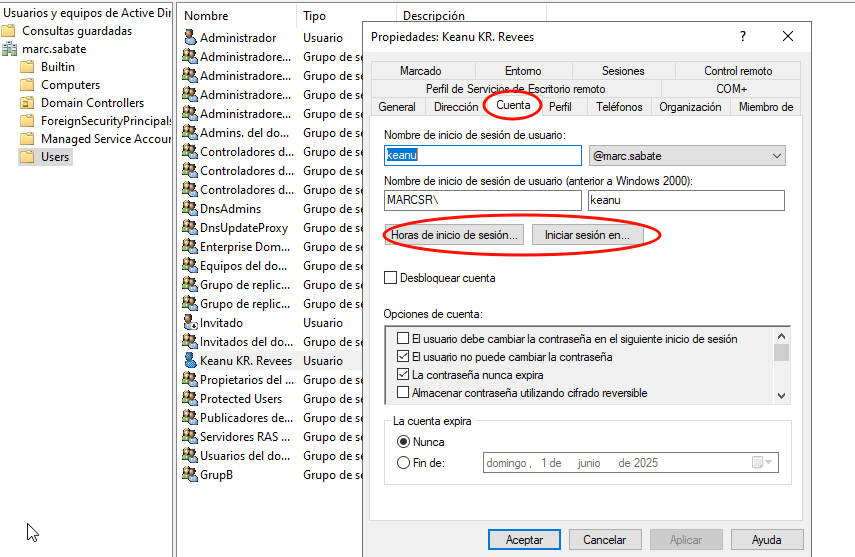 Usuarios y equipos de Active Dir
Consultas guardadas
marc.sabate
Builtin
Computers
Domain Controllers
ForeignSecurityPrincipals
Managed Service Accour
Users
Nombre Tipo Descripción
Administrador Usuario
Administradore... Grupo de se
Administradore... Grupo de se
Administradore... Grupo de se
Administradore... Grupo de se
Admins. del do... Grupo de se
Controladores d... Grupo de se
Controladores d... Grupo de se
Controladores d... Grupo de se
DnsAdmins Grupo de se
DnsUpdateProxy Grupo de se
Enterprise Dom... Grupo de se
Equipos del do... Grupo de se
Grupo de replic... Grupo de se
Grupo de replic... Grupo de se
Invitado Usuario
Invitados del do... Grupo de se
Keanu KR. Revees Usuario
Propietarios del ... Grupo de se
Protected Users Grupo de se
Publicadores de... Grupo de se
Servidores RAS ... Grupo de se
Usuarios del do... Grupo de se
GrupB Grupo de se
Propiedades: Keanu KR. Revees ? ×
Marcado Entorno Sesiones Control remoto
Perfil de Servicios de Escritorio remoto COM+
General Dirección Cuenta Perfil Teléfonos Organización Miembro de
Nombre de inicio de sesión de usuario:
keanu @marc.sabate
Nombre de inicio de sesión de usuario (anterior a Windows 2000):
MARCSR\ keanu
Horas de inicio de sesión... Iniciar sesión en...
Desbloquear cuenta
Opciones de cuenta:
El usuario debe cambiar la contraseña en el siguiente inicio de sesión
El usuario no puede cambiar la contraseña
La contraseña nunca expira
Almacenar contraseña utilizando cifrado reversible
La cuenta expira
Nunca
Fin de: domingo , 1 de junio de 2025
Aceptar Cancelar Aplicar Ayuda